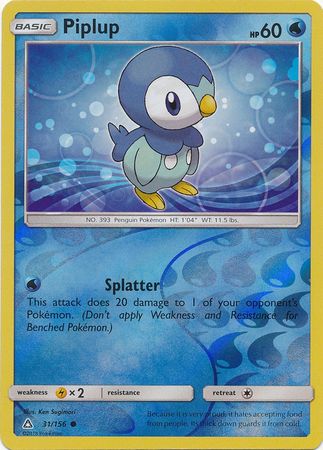 BASIC Piplup HP60
NO. 393 Penguin Pokémon HT: 1'04" WT: 11.5 lbs.
Splatter
This attack does 20 damage to 1 of your opponent's
Pokémon. (Don't apply Weakness and Resistance for
Benched Pokémon.)
weakness × 2 resistance retreat
Illus. Ken Sugimori
31/156
Because it is very proud, it hates accepting food
from people. Its thick down guards it from cold.
©2018 Pokémon